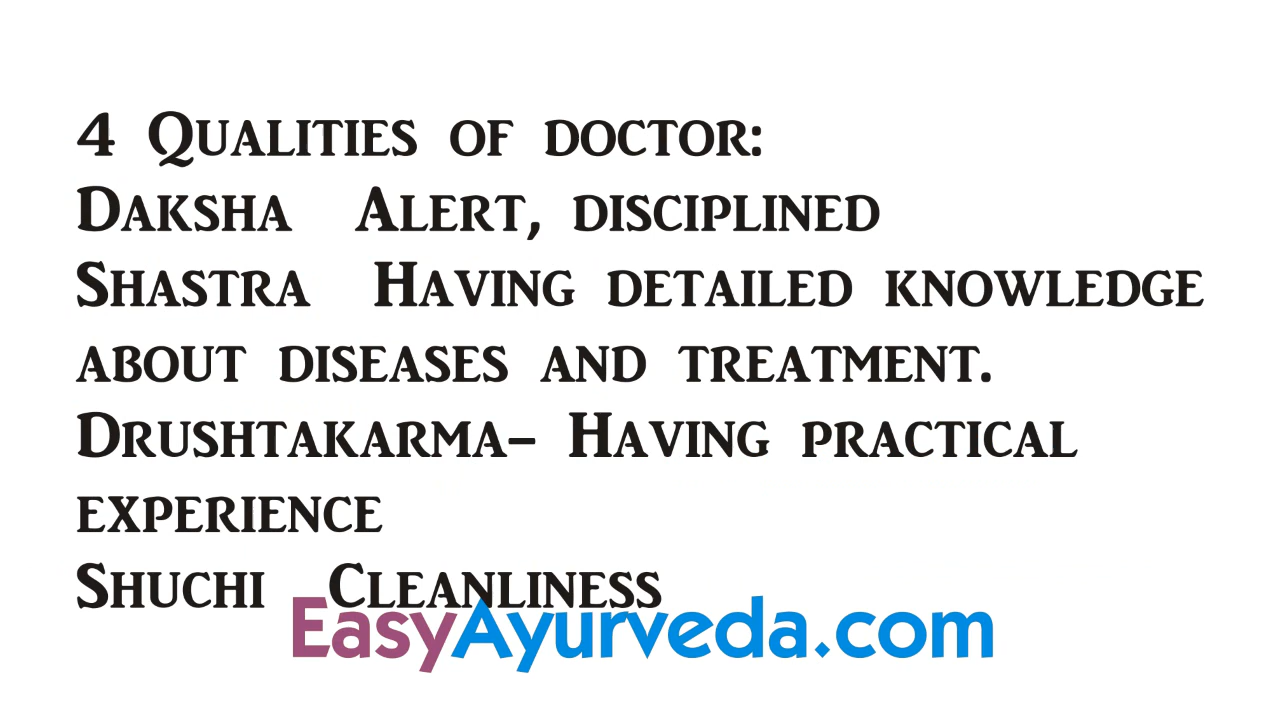 4 Qualities of doctor:
Daksha  Alert, disciplined
Shastra  Having detailed knowledge
about diseases and treatment.
Drushtakarma– Having practical
experience
Shuchi  Cleanliness
EasyAyurveda.com